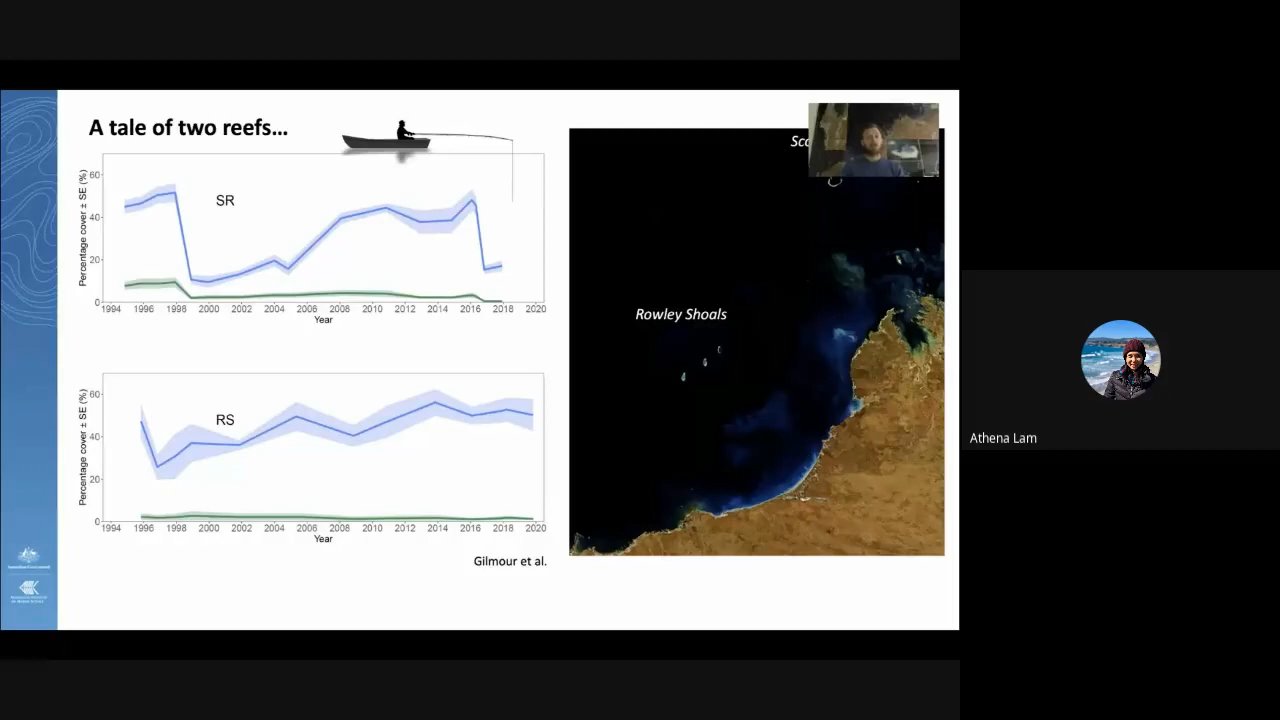 A tale of two reefs...
Percentage cover ± SE (%)
60
40
20
0
SR
1994 1996 1998 2000 2002 2004 2006 2008 2010 2012 2014 2016 2018 2020
Year
Percentage cover ± SE (%)
60
40
20
0
RS
1994 1996 1998 2000 2002 2004 2006 2008 2010 2012 2014 2016 2018 2020
Year
Gilmour et al.
Sco
Rowley Shoals
Athena Lam